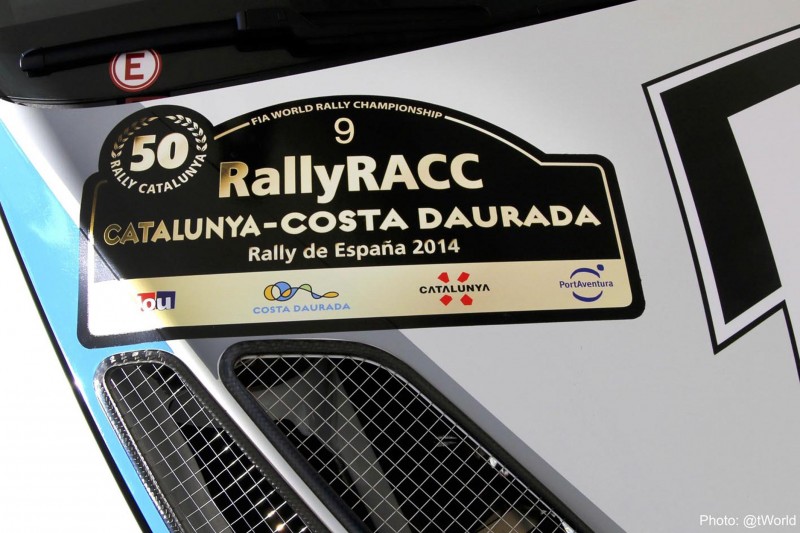 E
FIA WORLD RALLY CHAMPIONSHIP
9
50
RALLY CATALUNYA
RallyRACC
CATALUNYA-COSTA DAURADA
Rally de España 2014
COSTA DAURADA
CATALUNYA
PortAventura
Photo: @tWorld